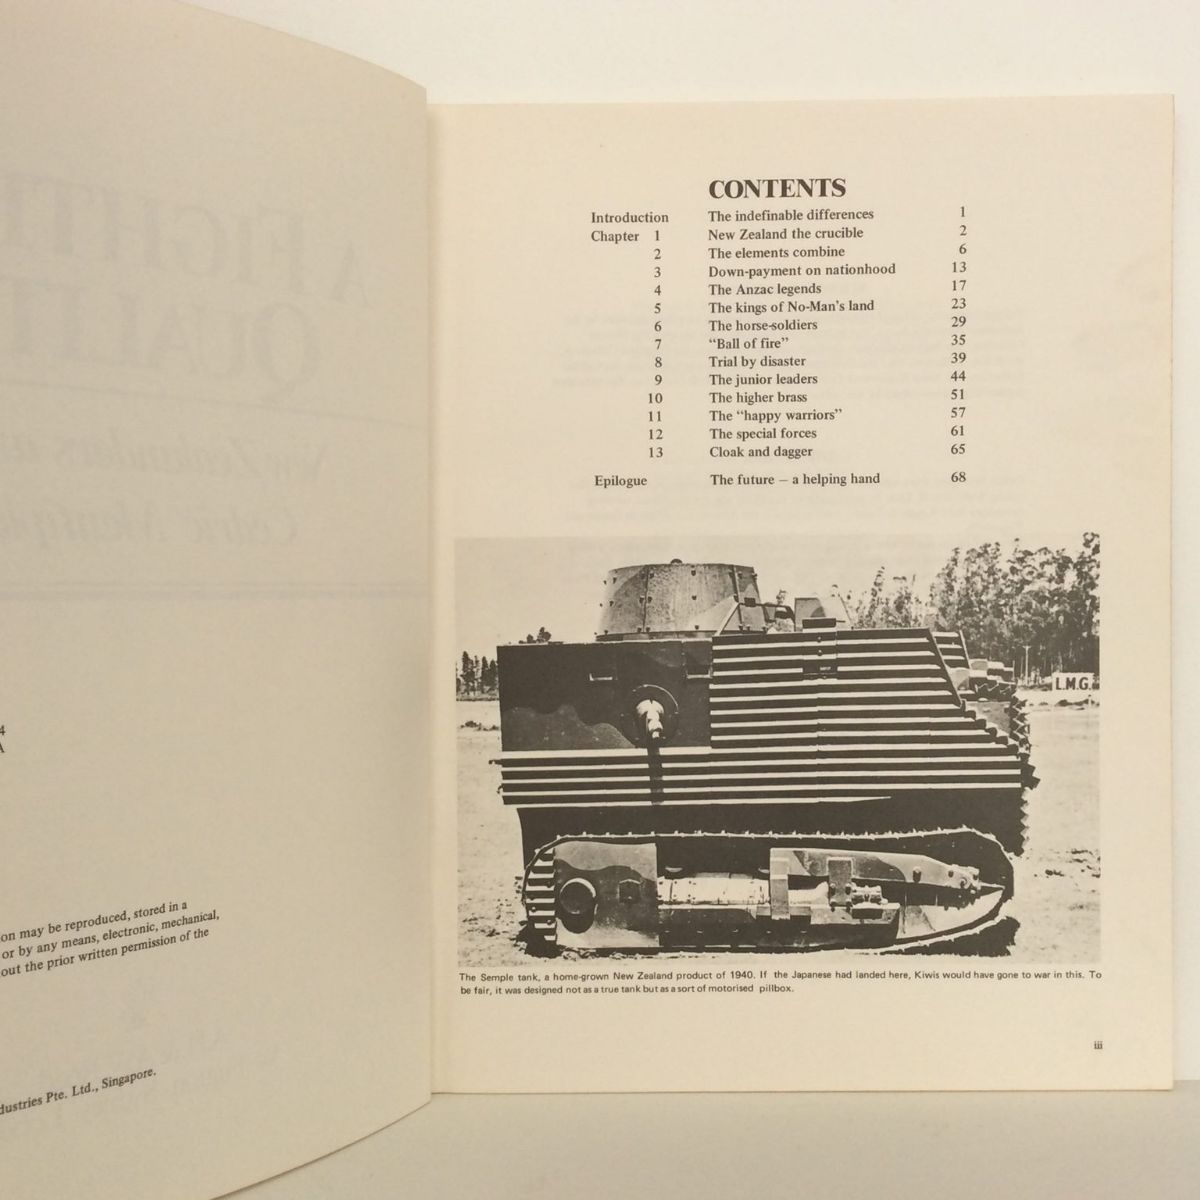 4
A
on may be reproduced, stored in a
or by any means, electronic, mechanical,
out the prior written permission of the
dustries Pte. Ltd., Singapore.
CONTENTS
Introduction The indefinable differences 1
Chapter 1 New Zealand the crucible 2
2 The elements combine 6
3 Down-payment on nationhood 13
4 The Anzac legends 17
5 The kings of No-Man's land 23
6 The horse-soldiers 29
7 “Ball of fire” 35
8 Trial by disaster 39
9 The junior leaders 44
10 The higher brass 51
11 The “happy warriors” 57
12 The special forces 61
13 Cloak and dagger 65
Epilogue The future – a helping hand 68
L.M.G.
The Semple tank, a home-grown New Zealand product of 1940. If the Japanese had landed here, Kiwis would have gone to war in this. To
be fair, it was designed not as a true tank but as a sort of motorised pillbox.
iii